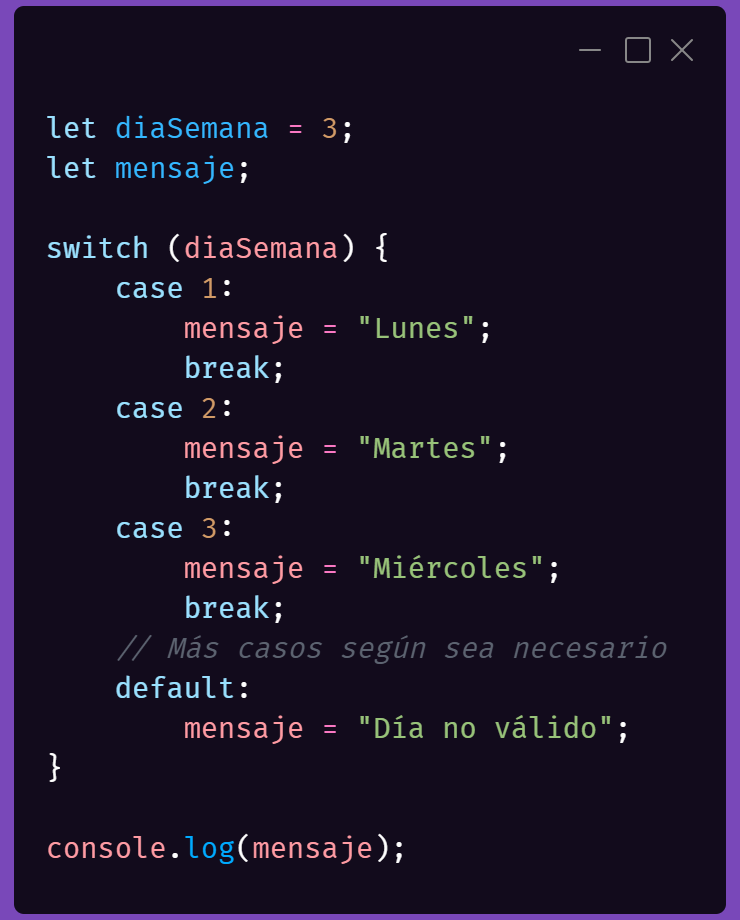 let diaSemana = 3;
let mensaje;

switch (diaSemana) {
    case 1:
        mensaje = "Lunes";
        break;
    case 2:
        mensaje = "Martes";
        break;
    case 3:
        mensaje = "Miércoles";
        break;
    // Más casos según sea necesario
    default:
        mensaje = "Día no válido";
}

console.log(mensaje);